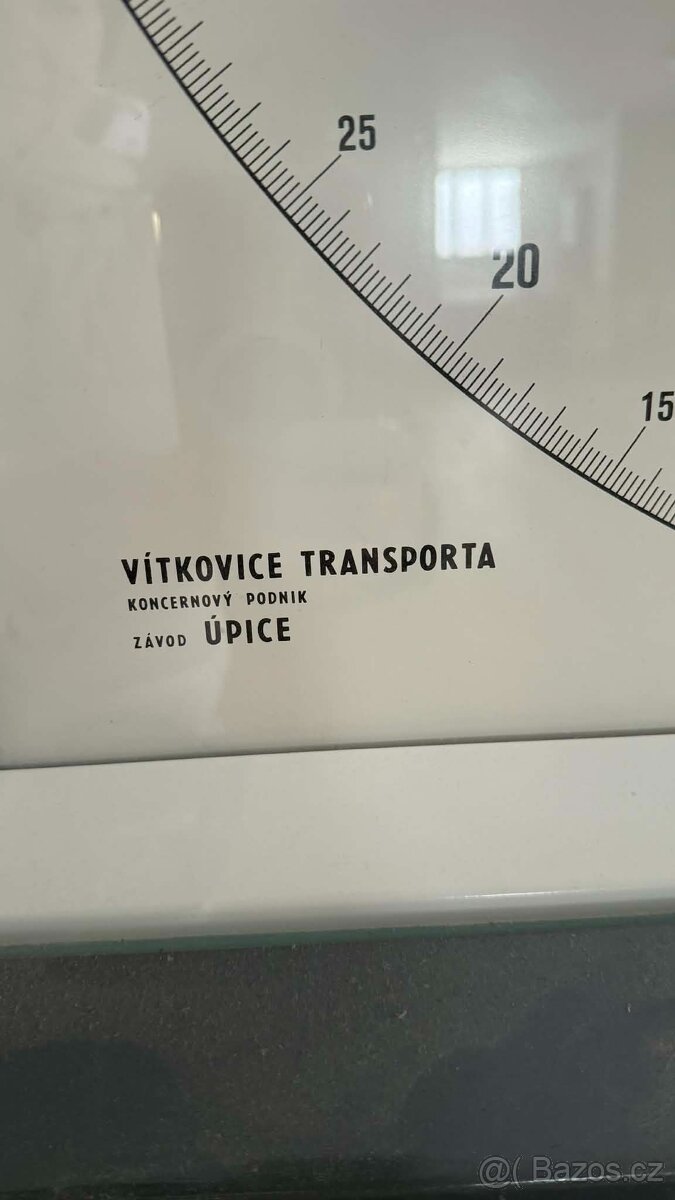 25
20
15
VÍTKOVICE TRANSPORTA
KONCERNOVÝ PODNIK
ZÁVOD ÚPICE
@( Bazos.cz